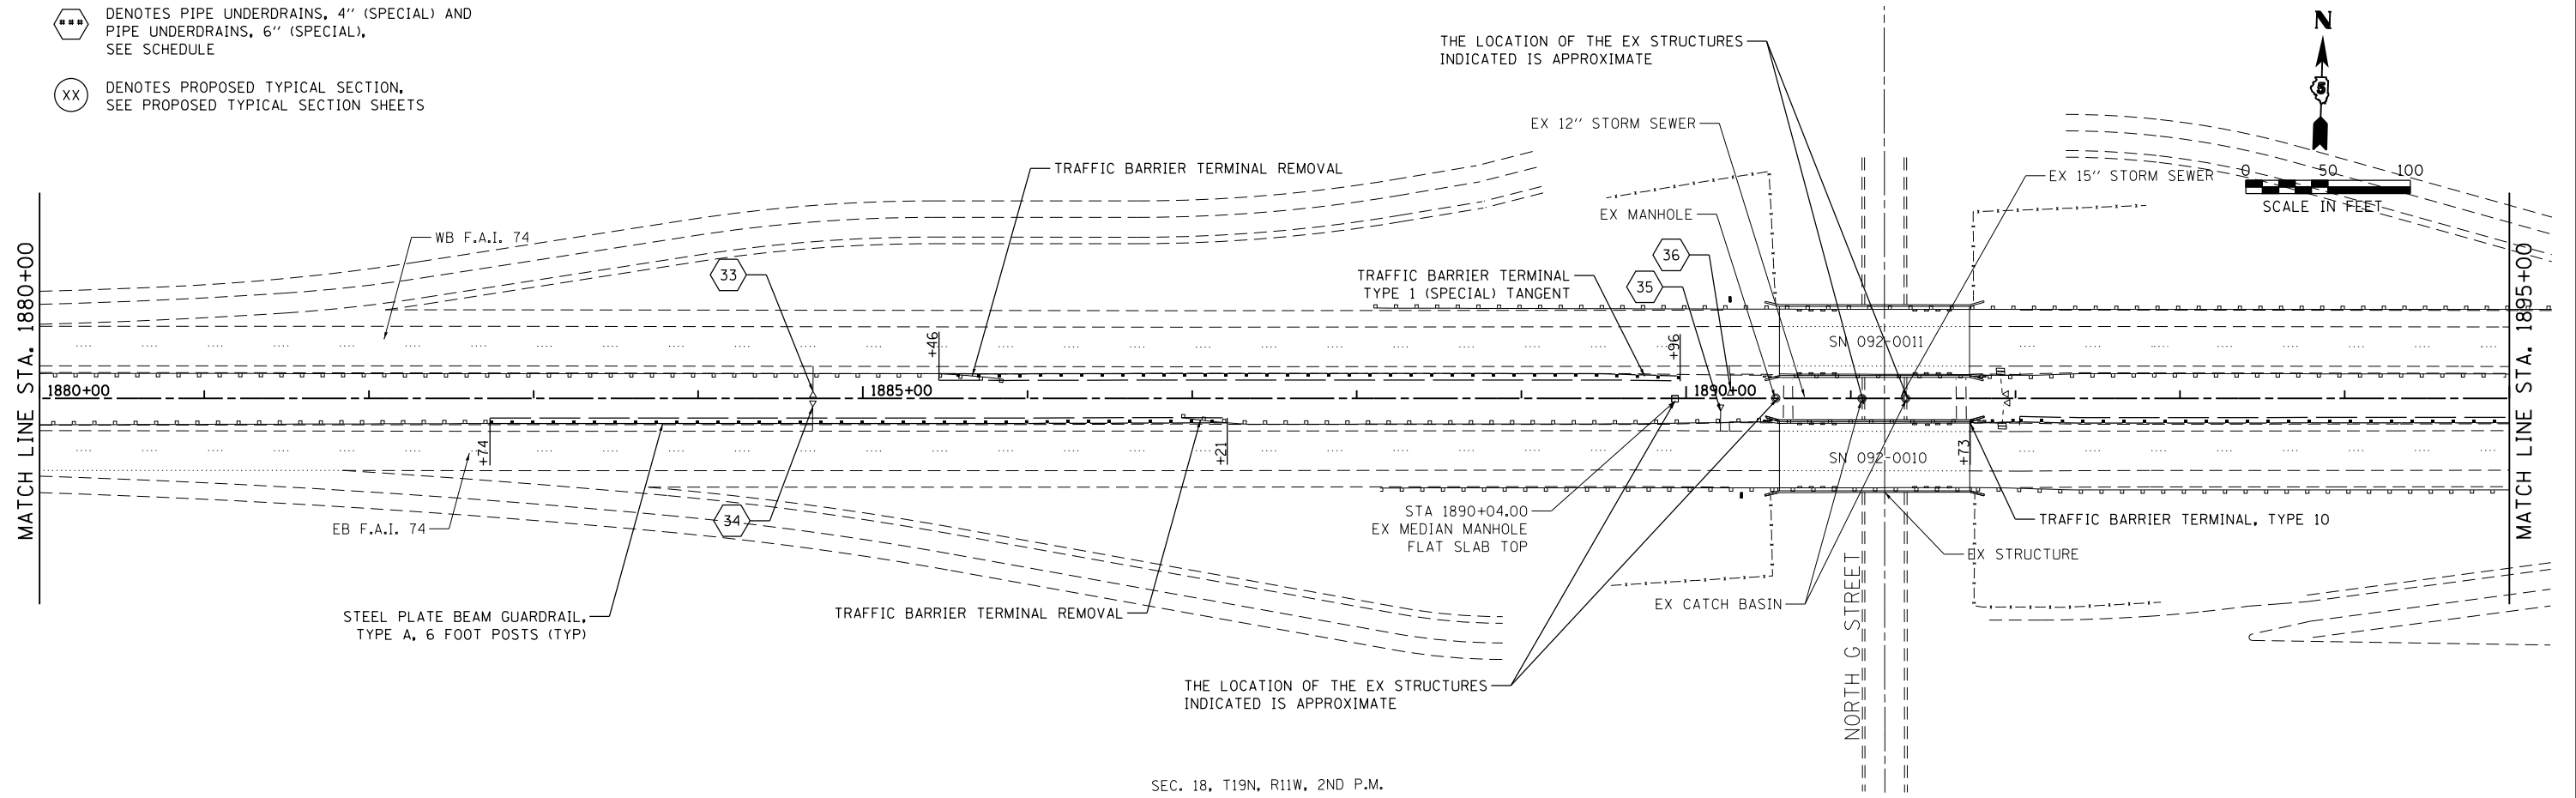 ###
DENOTES PIPE UNDERDRAINS, 4'' (SPECIAL) AND
PIPE UNDERDRAINS, 6'' (SPECIAL),
SEE SCHEDULE
XX
DENOTES PROPOSED TYPICAL SECTION,
SEE PROPOSED TYPICAL SECTION SHEETS
THE LOCATION OF THE EX STRUCTURES
INDICATED IS APPROXIMATE
N
5
EX 12'' STORM SEWER
TRAFFIC BARRIER TERMINAL REMOVAL
EX 15'' STORM SEWER
0 50 100
SCALE IN FEET
EX MANHOLE
WB F.A.I. 74
33
36
35
TRAFFIC BARRIER TERMINAL
TYPE 1 (SPECIAL) TANGENT
MATCH LINE STA. 1880+00
MATCH LINE STA. 1895+00
+46
+96
SN 092-0011
1880+00
1885+00
1890+00
+74
+21
+73
SN 092-0010
EB F.A.I. 74
34
STA 1890+04.00
EX MEDIAN MANHOLE
FLAT SLAB TOP
TRAFFIC BARRIER TERMINAL, TYPE 10
EX STRUCTURE
STEEL PLATE BEAM GUARDRAIL,
TYPE A, 6 FOOT POSTS (TYP)
TRAFFIC BARRIER TERMINAL REMOVAL
EX CATCH BASIN
NORTH G STREET
THE LOCATION OF THE EX STRUCTURES
INDICATED IS APPROXIMATE
SEC. 18, T19N, R11W, 2ND P.M.